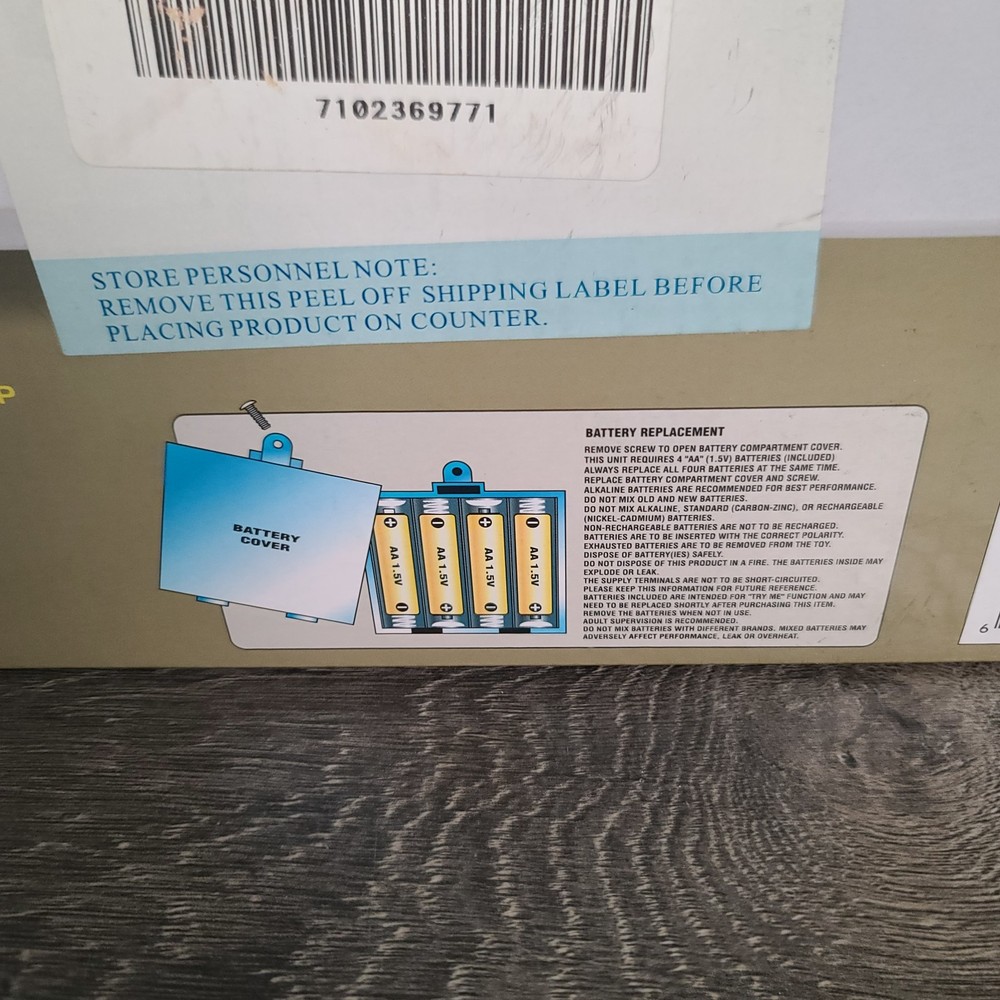 7102369771
STORE PERSONNEL NOTE:
REMOVE THIS PEEL OFF SHIPPING LABEL BEFORE
PLACING PRODUCT ON COUNTER.
P
BATTERY
COVER
+ - + -
AA 1.5V AA 1.5V AA 1.5V AA 1.5V
- + - +
BATTERY REPLACEMENT
REMOVE SCREW TO OPEN BATTERY COMPARTMENT COVER.
THIS UNIT REQUIRES 4 "AA" (1.5V) BATTERIES (INCLUDED)
ALWAYS REPLACE ALL FOUR BATTERIES AT THE SAME TIME.
REPLACE BATTERY COMPARTMENT COVER AND SCREW.
ALKALINE BATTERIES ARE RECOMMENDED FOR BEST PERFORMANCE.
DO NOT MIX OLD AND NEW BATTERIES.
DO NOT MIX ALKALINE, STANDARD (CARBON-ZINC), OR RECHARGEABLE
(NICKEL-CADMIUM) BATTERIES.
NON-RECHARGEABLE BATTERIES ARE NOT TO BE RECHARGED.
BATTERIES ARE TO BE INSERTED WITH THE CORRECT POLARITY.
EXHAUSTED BATTERIES ARE TO BE REMOVED FROM THE TOY.
DISPOSE OF BATTERY(IES) SAFELY.
DO NOT DISPOSE OF THIS PRODUCT IN A FIRE. THE BATTERIES INSIDE MAY
EXPLODE OR LEAK.
THE SUPPLY TERMINALS ARE NOT TO BE SHORT-CIRCUITED.
PLEASE KEEP THIS INFORMATION FOR FUTURE REFERENCE.
BATTERIES INCLUDED ARE INTENDED FOR "TRY ME" FUNCTION AND MAY
NEED TO BE REPLACED SHORTLY AFTER PURCHASING THIS ITEM.
REMOVE THE BATTERIES WHEN NOT IN USE.
ADULT SUPERVISION IS RECOMMENDED.
DO NOT MIX BATTERIES WITH DIFFERENT BRANDS. MIXED BATTERIES MAY
ADVERSELY AFFECT PERFORMANCE, LEAK OR OVERHEAT.
6